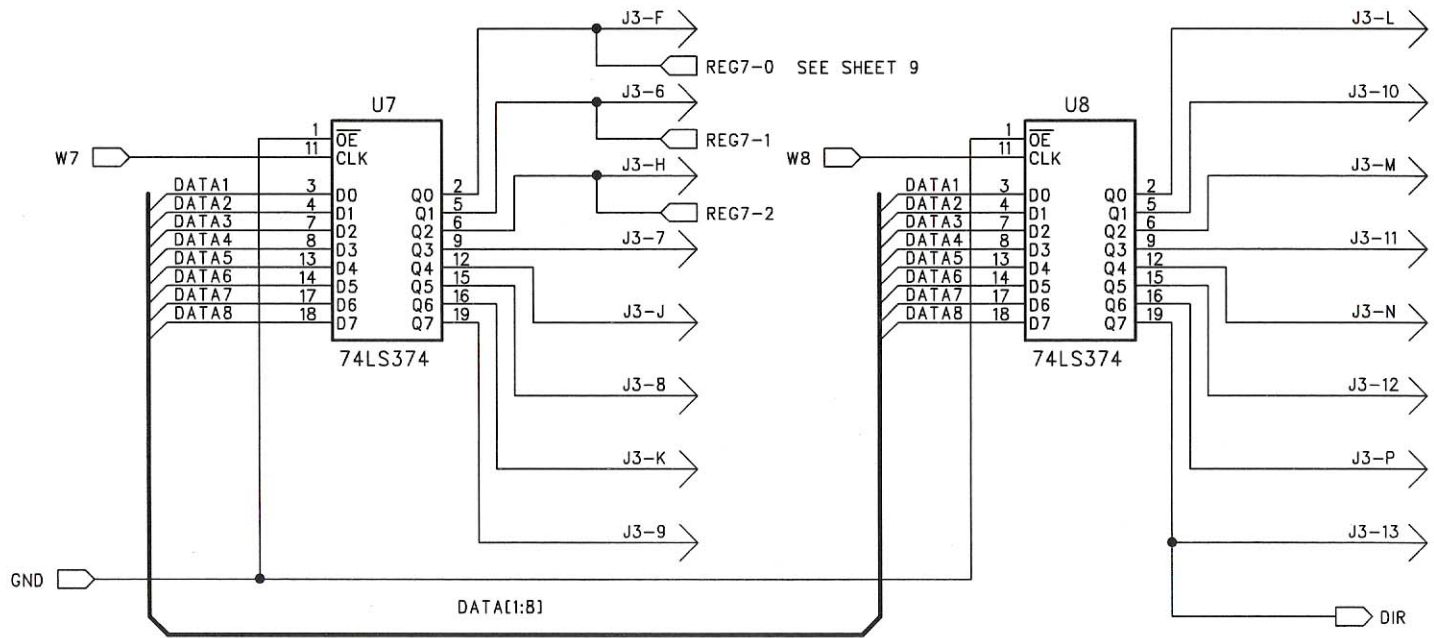 J3-F
J3-L
REG7-0 SEE SHEET 9
J3-6
J3-10
U7
U8
1 OE
11 CLK
W7
REG7-1
1 OE
11 CLK
W8
J3-H
J3-M
DATA1 3 D0 Q0 2
DATA2 4 D1 Q1 5
DATA3 7 D2 Q2 6
DATA4 8 D3 Q3 9
DATA5 13 D4 Q4 12
DATA6 14 D5 Q5 15
DATA7 17 D6 Q6 16
DATA8 18 D7 Q7 19
74LS374
REG7-2
J3-7
J3-J
J3-8
J3-K
J3-9
DATA1 3 D0 Q0 2
DATA2 4 D1 Q1 5
DATA3 7 D2 Q2 6
DATA4 8 D3 Q3 9
DATA5 13 D4 Q4 12
DATA6 14 D5 Q5 15
DATA7 17 D6 Q6 16
DATA8 18 D7 Q7 19
74LS374
J3-11
J3-N
J3-12
J3-P
J3-13
GND
DATA[1:8]
DIR